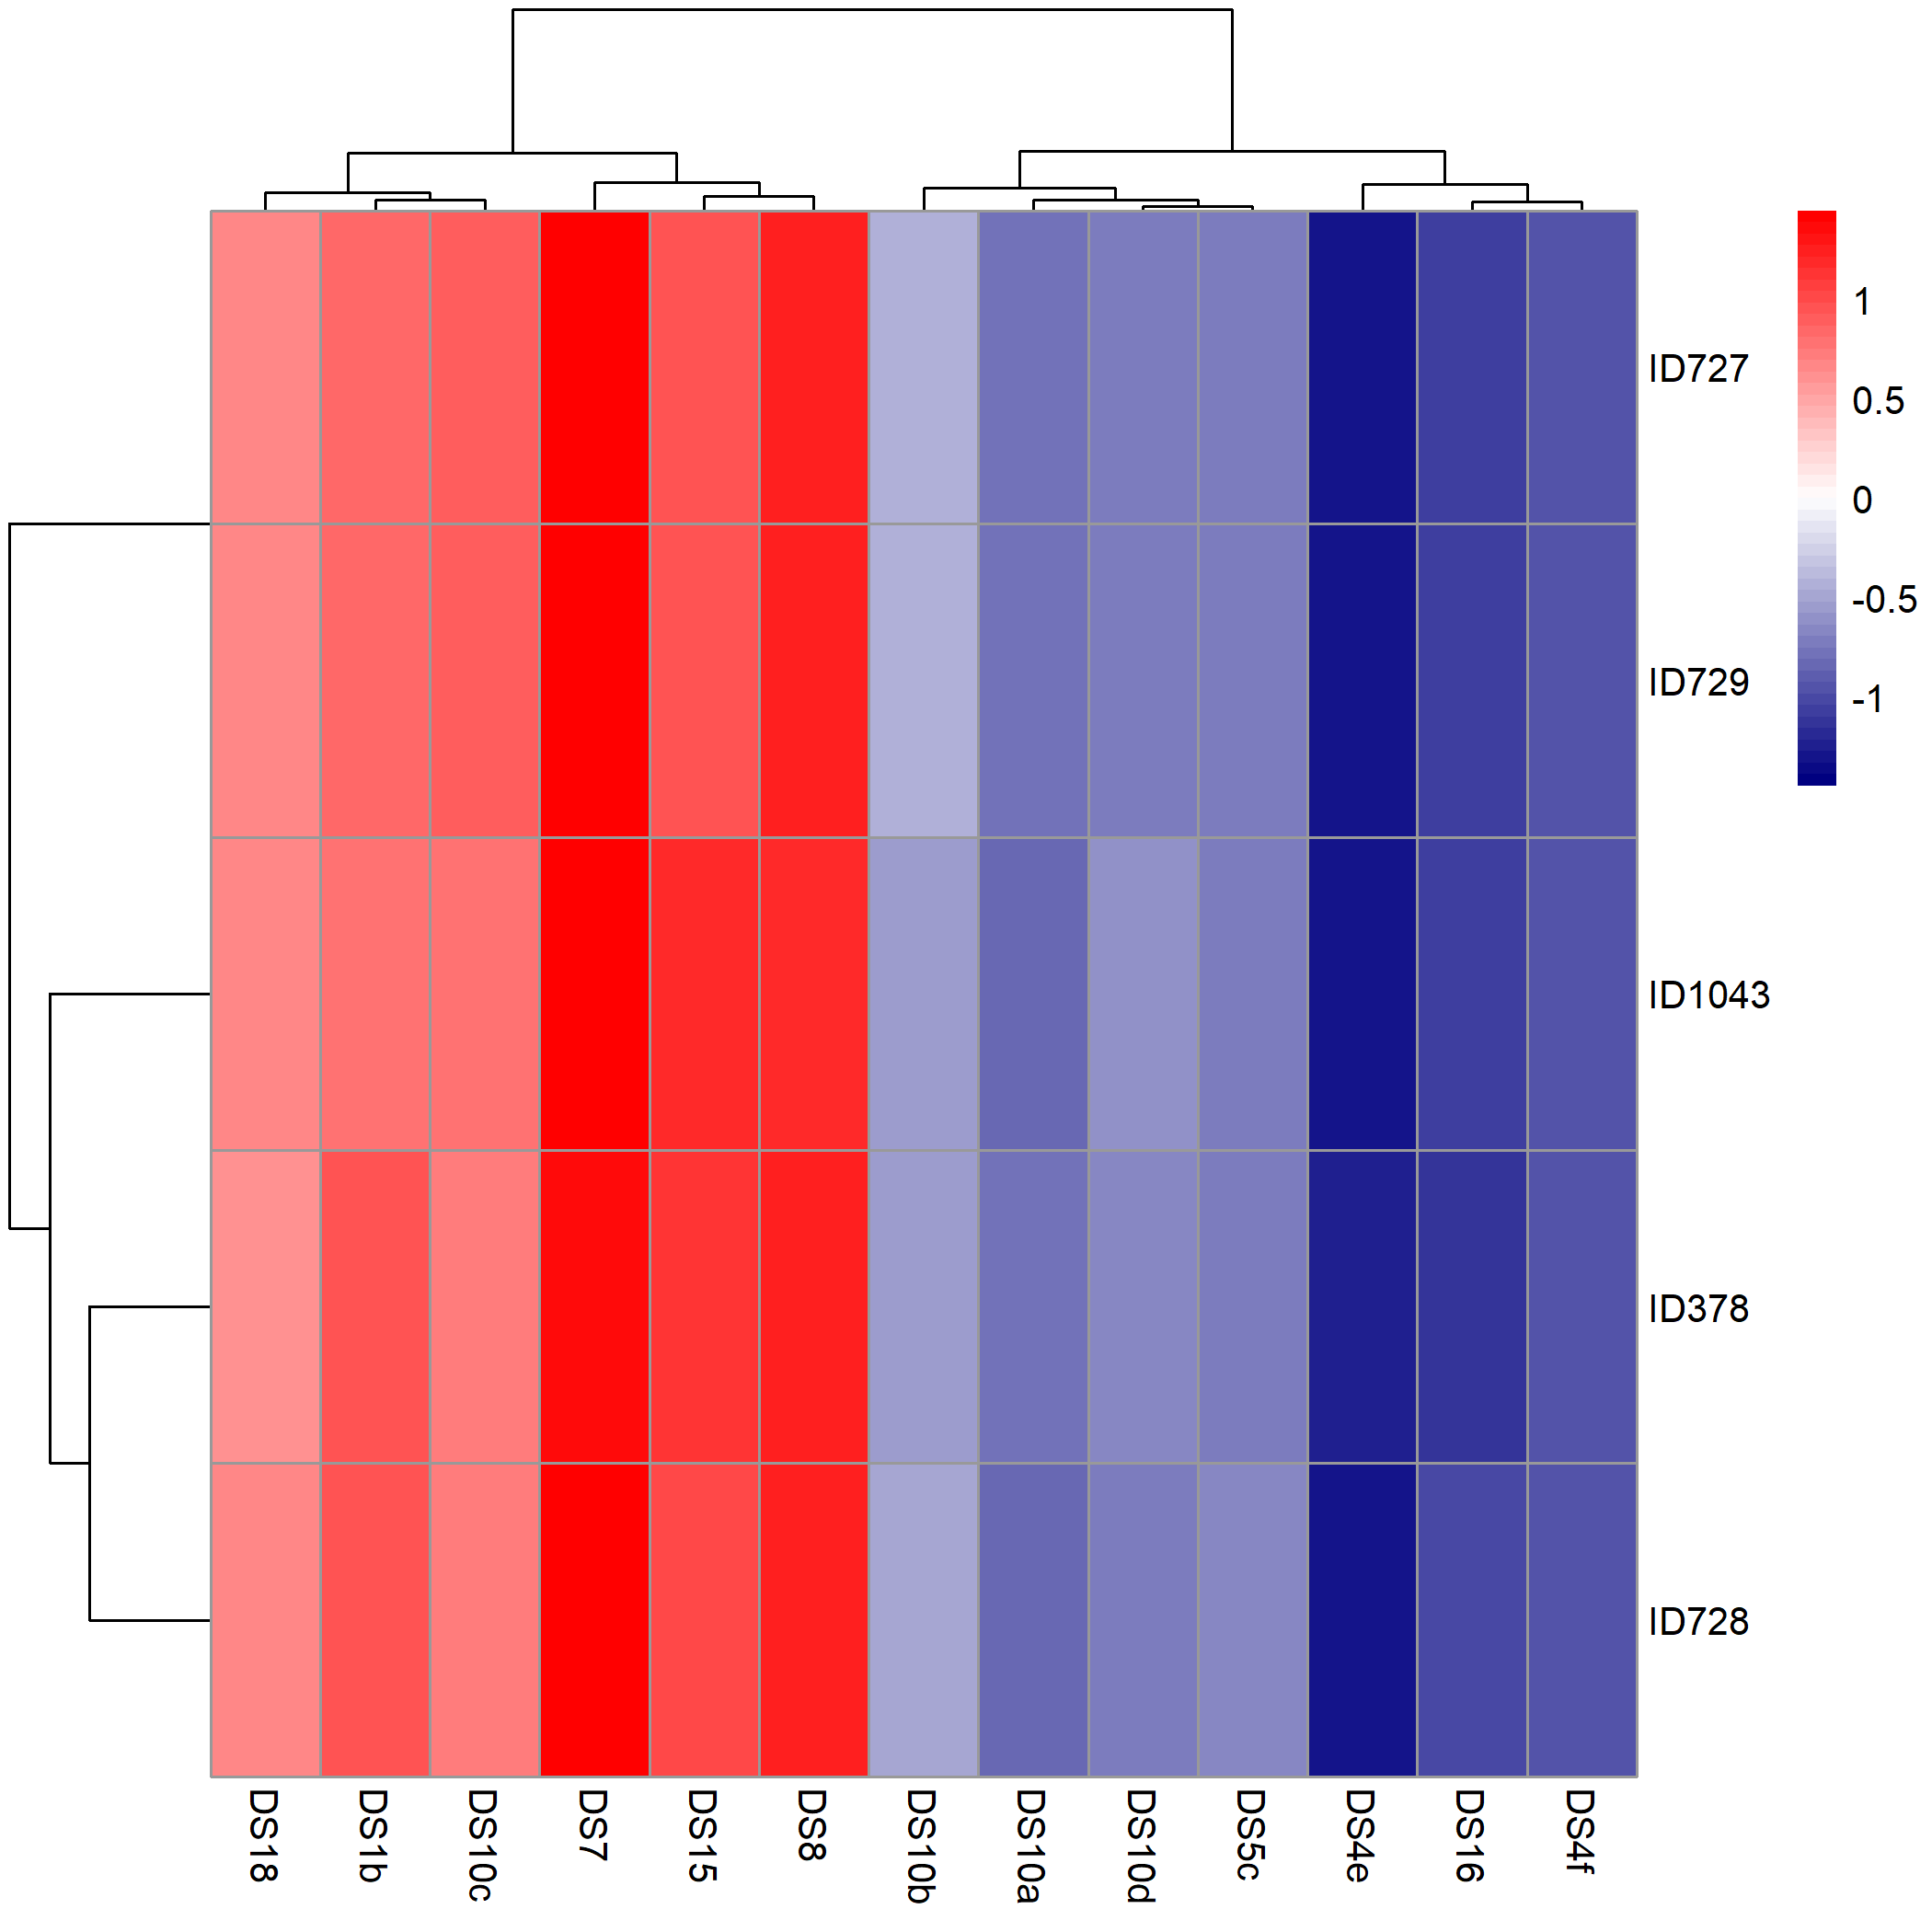 1
0.5
0
-0.5
-1
ID727
ID729
ID1043
ID378
ID728
DS18
DS1b
DS10c
DS7
DS15
DS8
DS10b
DS10a
DS10d
DS5c
DS4e
DS16
DS4f